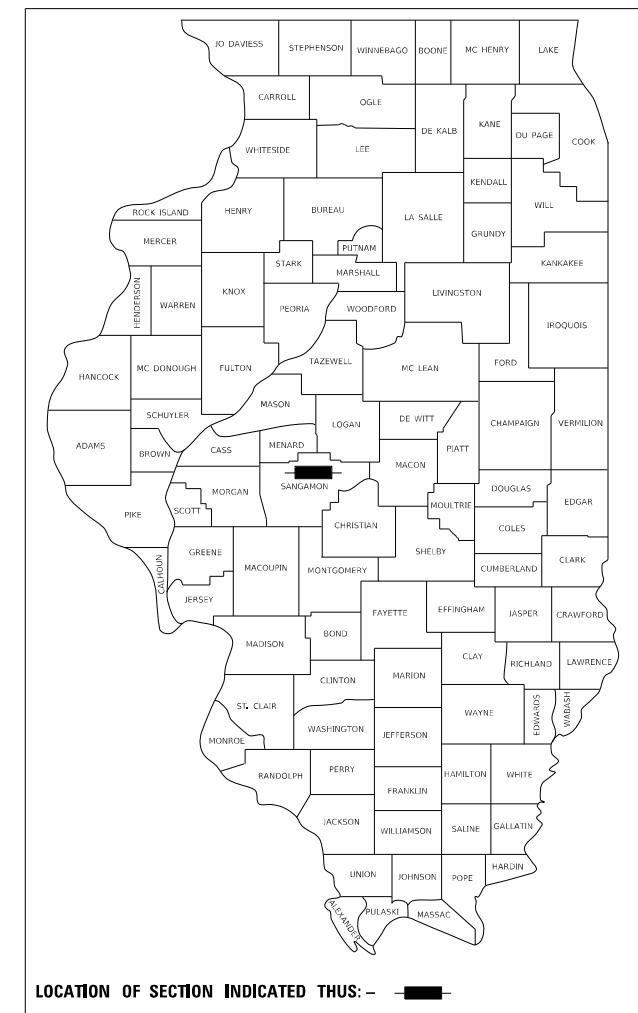 JO DAVIESS
STEPHENSON
WINNEBAGO
BOONE
MC HENRY
LAKE
CARROLL
OGLE
DE KALB
KANE
DU PAGE
COOK
WHITESIDE
LEE
KENDALL
WILL
ROCK ISLAND
HENRY
BUREAU
LA SALLE
GRUNDY
MERCER
PUTNAM
STARK
MARSHALL
KANKAKEE
HENDERSON
WARREN
KNOX
PEORIA
WOODFORD
LIVINGSTON
IROQUOIS
HANCOCK
MC DONOUGH
FULTON
TAZEWELL
MC LEAN
FORD
SCHUYLER
MASON
LOGAN
DE WITT
PIATT
CHAMPAIGN
VERMILION
ADAMS
BROWN
CASS
MENARD
MACON
SANGAMON
MORGAN
SCOTT
PIKE
CHRISTIAN
MOULTRIE
DOUGLAS
EDGAR
COLES
GREENE
CALHOUN
MACOUPIN
MONTGOMERY
SHELBY
CUMBERLAND
CLARK
JERSEY
FAYETTE
EFFINGHAM
JASPER
CRAWFORD
BOND
MADISON
CLAY
RICHLAND
LAWRENCE
CLINTON
MARION
ST. CLAIR
WAYNE
EDWARDS
WABASH
WASHINGTON
JEFFERSON
MONROE
RANDOLPH
PERRY
HAMILTON
WHITE
FRANKLIN
JACKSON
WILLIAMSON
SALINE
GALLATIN
HARDIN
UNION
JOHNSON
POPE
ALEXANDER
PULASKI
MASSAC
LOCATION OF SECTION INDICATED THUS: –